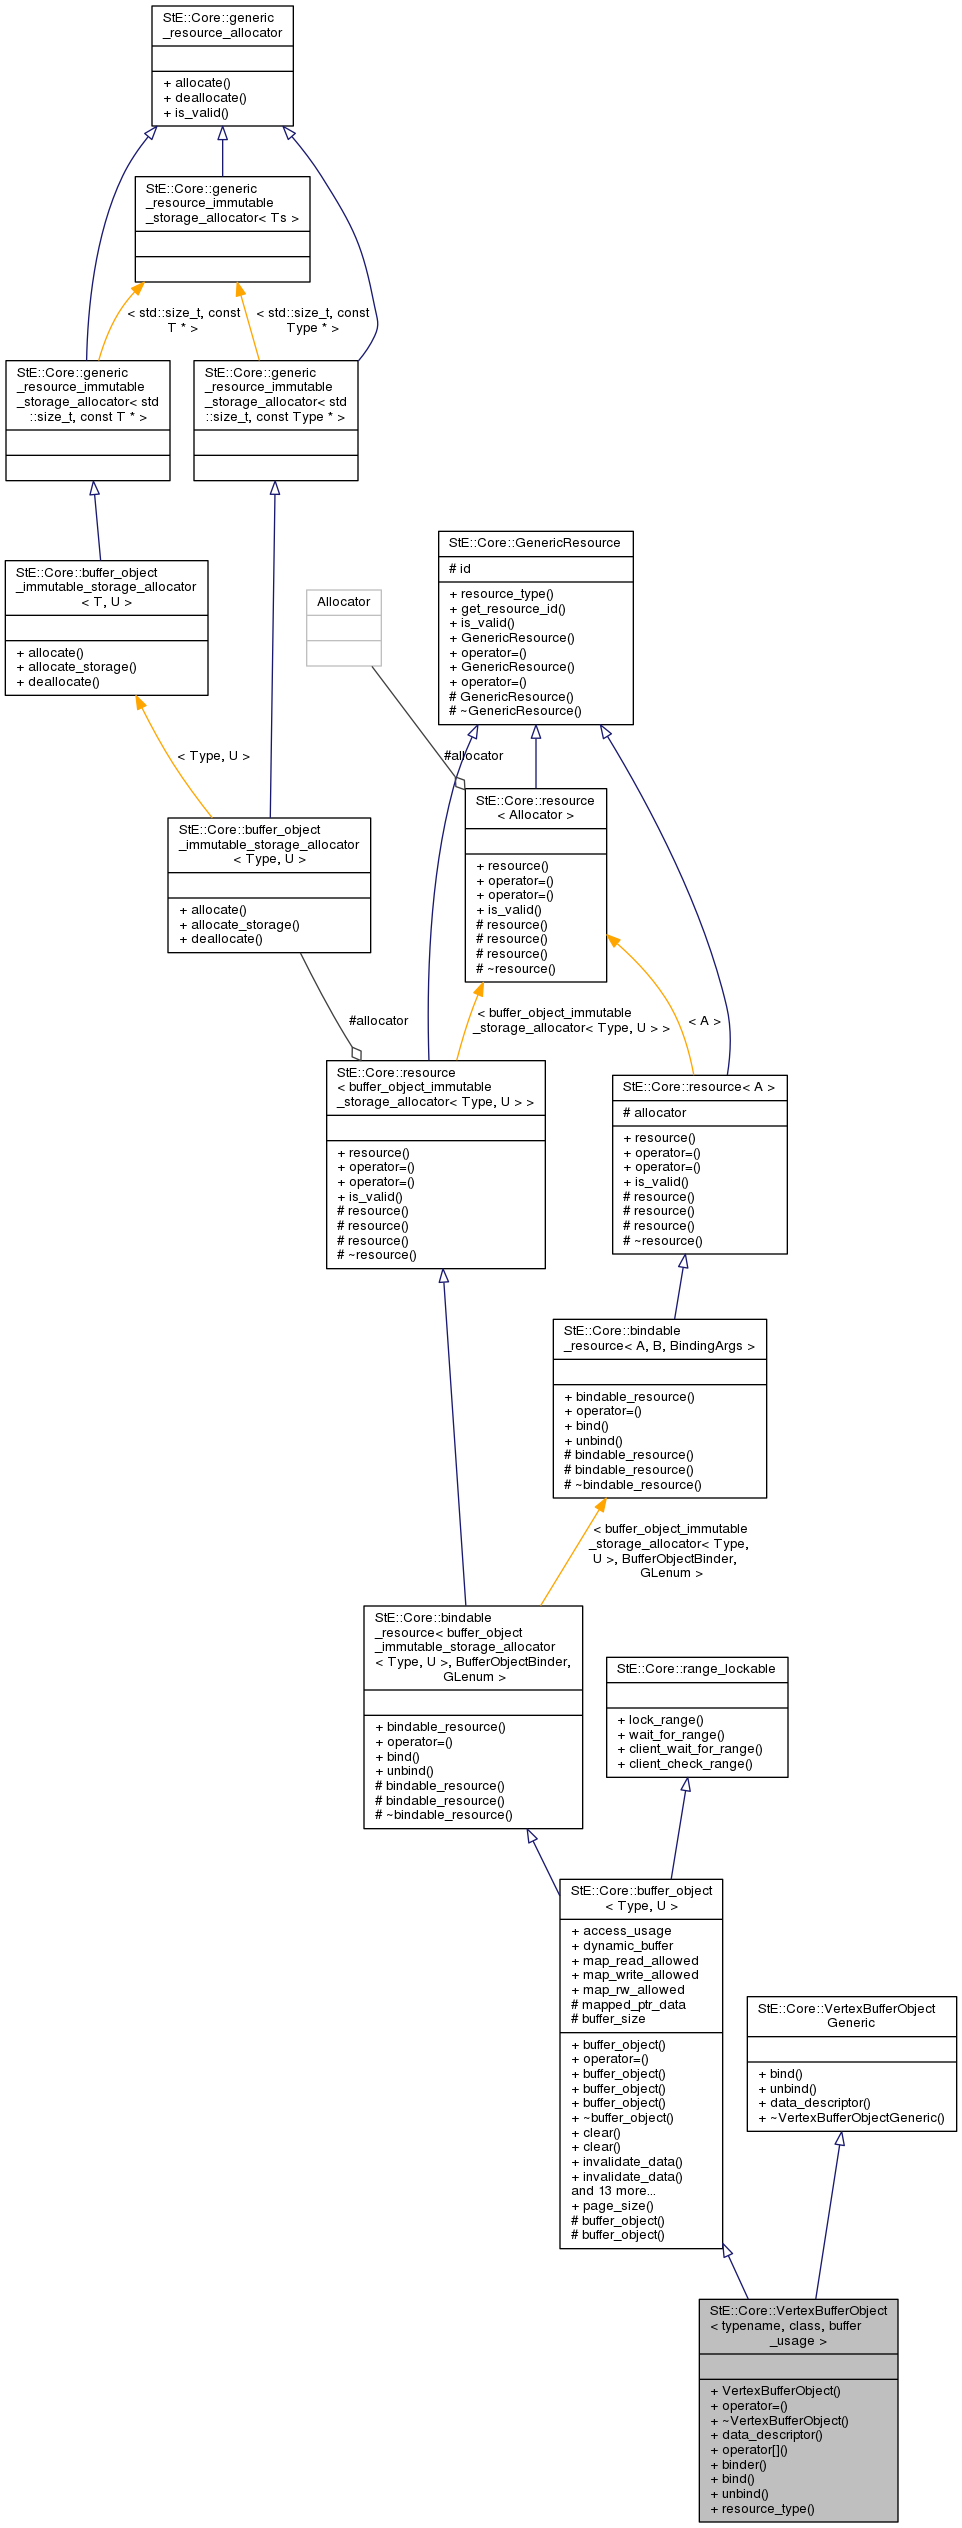 StE::Core::generic
_resource_allocator
+ allocate()
+ deallocate()
+ is_valid()
StE::Core::generic
_resource_immutable
_storage_allocator< Ts >
< std::size_t, const
T * >
< std::size_t, const
Type * >
StE::Core::generic
_resource_immutable
_storage_allocator< std
::size_t, const T * >
StE::Core::generic
_resource_immutable
_storage_allocator< std
::size_t, const Type * >
StE::Core::GenericResource
# id
+ resource_type()
+ get_resource_id()
+ is_valid()
+ GenericResource()
+ operator=()
+ GenericResource()
+ operator=()
# GenericResource()
# ~GenericResource()
StE::Core::buffer_object
_immutable_storage_allocator
< T, U >
+ allocate()
+ allocate_storage()
+ deallocate()
Allocator
< Type, U >
#allocator
StE::Core::resource
< Allocator >
+ resource()
+ operator=()
+ operator=()
+ is_valid()
# resource()
# resource()
# resource()
# ~resource()
StE::Core::buffer_object
_immutable_storage_allocator
< Type, U >
+ allocate()
+ allocate_storage()
+ deallocate()
#allocator
< buffer_object_immutable
_storage_allocator< Type, U > >
< A >
StE::Core::resource
< buffer_object_immutable
_storage_allocator< Type, U > >
+ resource()
+ operator=()
+ operator=()
+ is_valid()
# resource()
# resource()
# resource()
# ~resource()
StE::Core::resource< A >
# allocator
+ resource()
+ operator=()
+ operator=()
+ is_valid()
# resource()
# resource()
# resource()
# ~resource()
StE::Core::bindable
_resource< A, B, BindingArgs >
+ bindable_resource()
+ operator=()
+ bind()
+ unbind()
# bindable_resource()
# bindable_resource()
# ~bindable_resource()
< buffer_object_immutable
_storage_allocator< Type,
U >, BufferObjectBinder,
GLenum >
StE::Core::bindable
_resource< buffer_object
_immutable_storage_allocator
< Type, U >, BufferObjectBinder,
GLenum >
+ bindable_resource()
+ operator=()
+ bind()
+ unbind()
# bindable_resource()
# bindable_resource()
# ~bindable_resource()
StE::Core::range_lockable
+ lock_range()
+ wait_for_range()
+ client_wait_for_range()
+ client_check_range()
StE::Core::buffer_object
< Type, U >
+ access_usage
+ dynamic_buffer
+ map_read_allowed
+ map_write_allowed
+ map_rw_allowed
# mapped_ptr_data
# buffer_size
+ buffer_object()
+ operator=()
+ buffer_object()
+ buffer_object()
+ buffer_object()
+ ~buffer_object()
+ clear()
+ clear()
+ invalidate_data()
+ invalidate_data()
and 13 more...
+ page_size()
# buffer_object()
# buffer_object()
StE::Core::VertexBufferObject
Generic
+ bind()
+ unbind()
+ data_descriptor()
+ ~VertexBufferObjectGeneric()
StE::Core::VertexBufferObject
< typename, class, buffer
_usage >
+ VertexBufferObject()
+ operator=()
+ ~VertexBufferObject()
+ data_descriptor()
+ operator[]()
+ binder()
+ bind()
+ unbind()
+ resource_type()